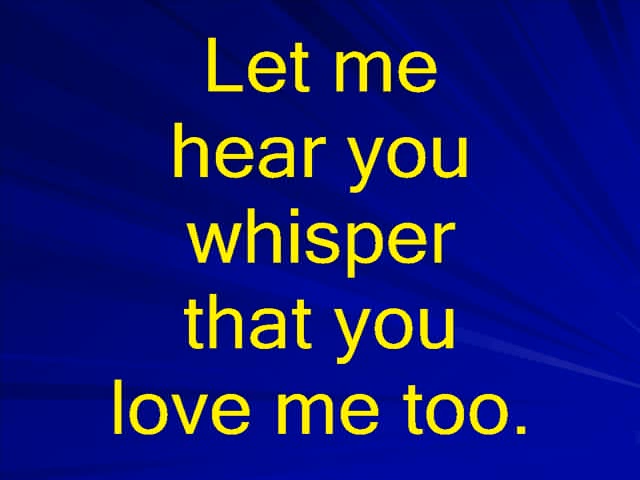 Let me
hear you
whisper
that you
love me too.